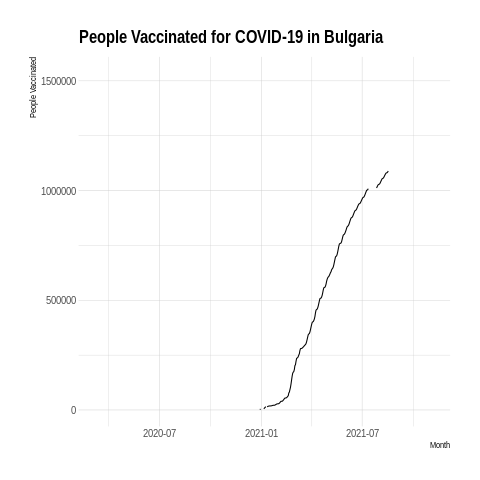 People Vaccinated for COVID-19 in Bulgaria
People Vaccinated
1500000
1000000
500000
0
2020-07
2021-01
2021-07
Month